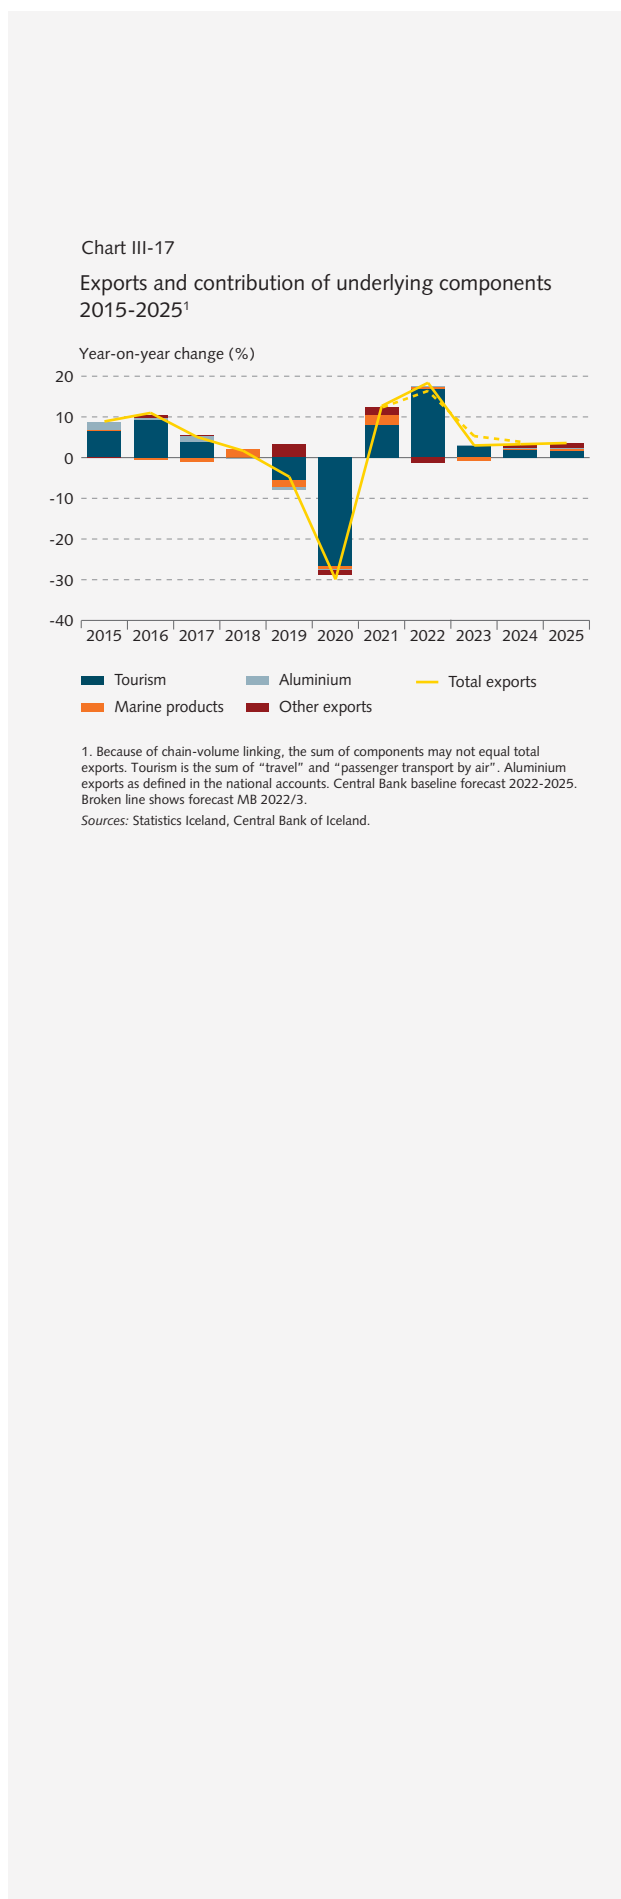 Chart III-17
Exports and contribution of underlying components
2015-2025¹
Year-on-year change (%)
20
10
0
-10
-20
-30
-40
2015 2016 2017 2018 2019 2020 2021 2022 2023 2024 2025
Tourism Aluminium Total exports
Marine products Other exports
1. Because of chain-volume linking, the sum of components may not equal total
exports. Tourism is the sum of “travel” and “passenger transport by air”. Aluminium
exports as defined in the national accounts. Central Bank baseline forecast 2022-2025.
Broken line shows forecast MB 2022/3.
Sources: Statistics Iceland, Central Bank of Iceland.